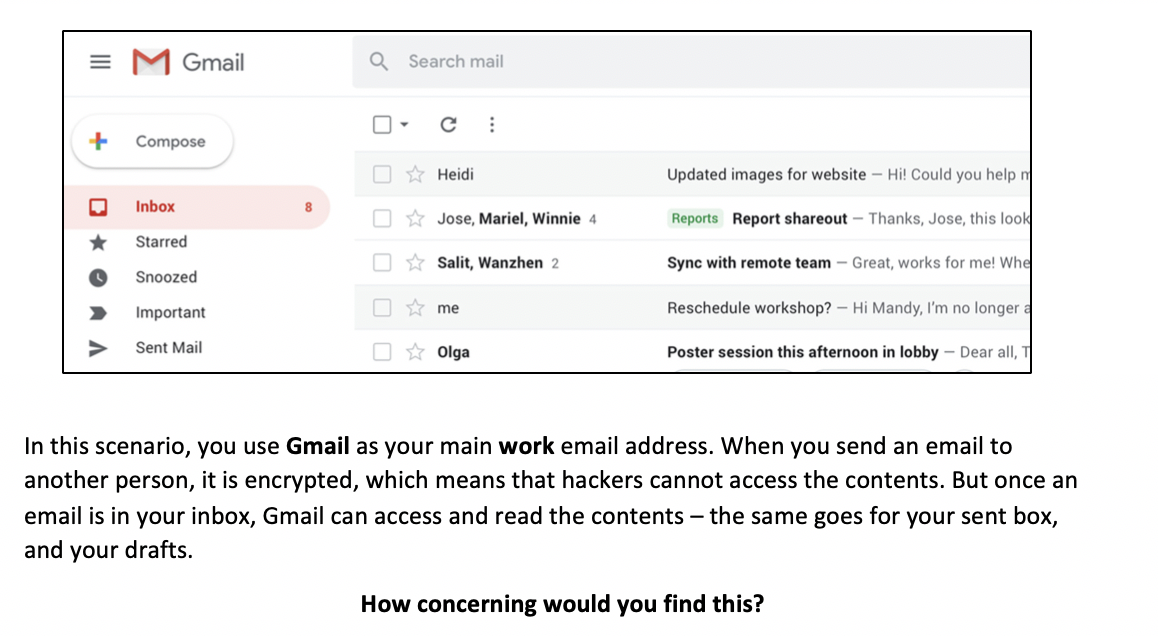 Gmail
Search mail
Compose
Heidi Updated images for website – Hi! Could you help
Inbox 8
Jose, Mariel, Winnie 4 Reports Report shareout – Thanks, Jose, this look
Starred
Salit, Wanzhen 2 Sync with remote team – Great, works for me! Whe
Snoozed
me Reschedule workshop? – Hi Mandy, I'm no longer a
Important
Sent Mail
Olga Poster session this afternoon in lobby – Dear all, T
In this scenario, you use Gmail as your main work email address. When you send an email to
another person, it is encrypted, which means that hackers cannot access the contents. But once an
email is in your inbox, Gmail can access and read the contents – the same goes for your sent box,
and your drafts.
How concerning would you find this?